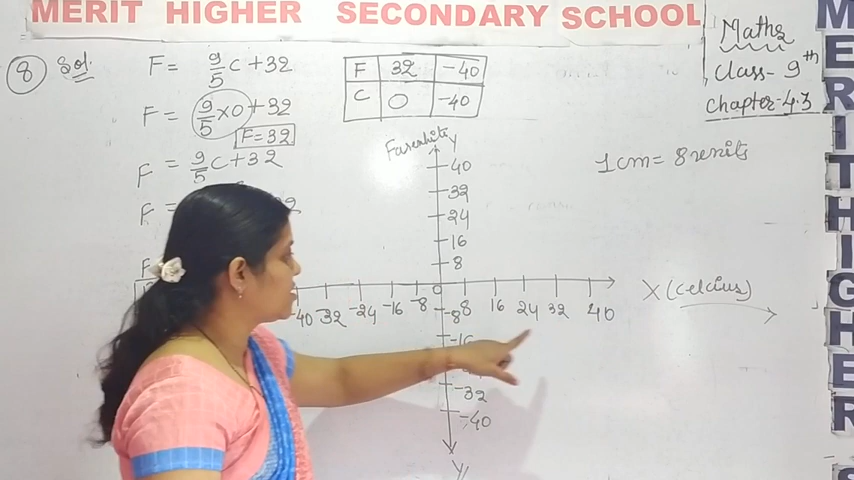 MERIT HIGHER SECONDARY SCHOOL
MERIT HIGHER S
Maths
Class- 9th
Chapter-4.3
8 Sol.
F = 9/5 C + 32
F = 9/5 × 0 + 32
F = 32
F = 9/5 C + 32
F =
F 32 -40
C 0 -40
Farenhite Y
1cm = 8 units
40
32
24
16
8
0
-40 -32 -24 -16 -8 8 16 24 32 40
X (Celcius)
-8
-16
-32
-40
Y'